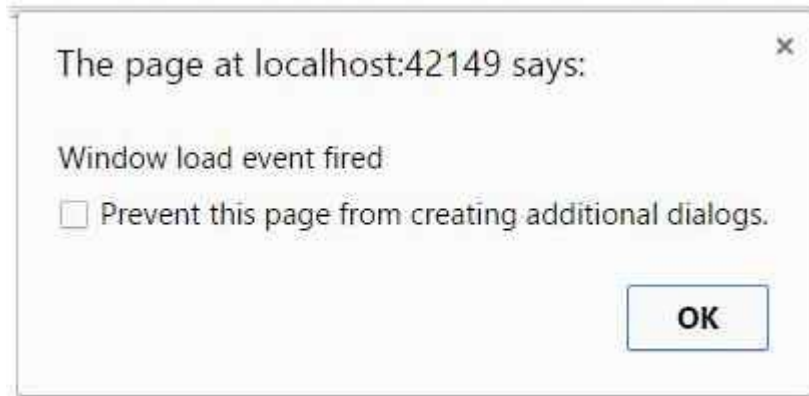 The page at localhost:42149 says:
Window load event fired
Prevent this page from creating additional dialogs.
OK